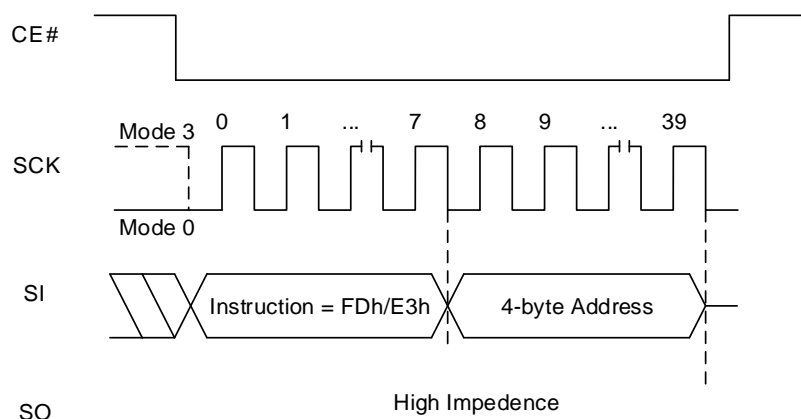 CE#
0 1 ... 7 8 9 ... 39
Mode 3
SCK
Mode 0
SI
Instruction = FDh/E3h 4-byte Address
High Impedence
SO